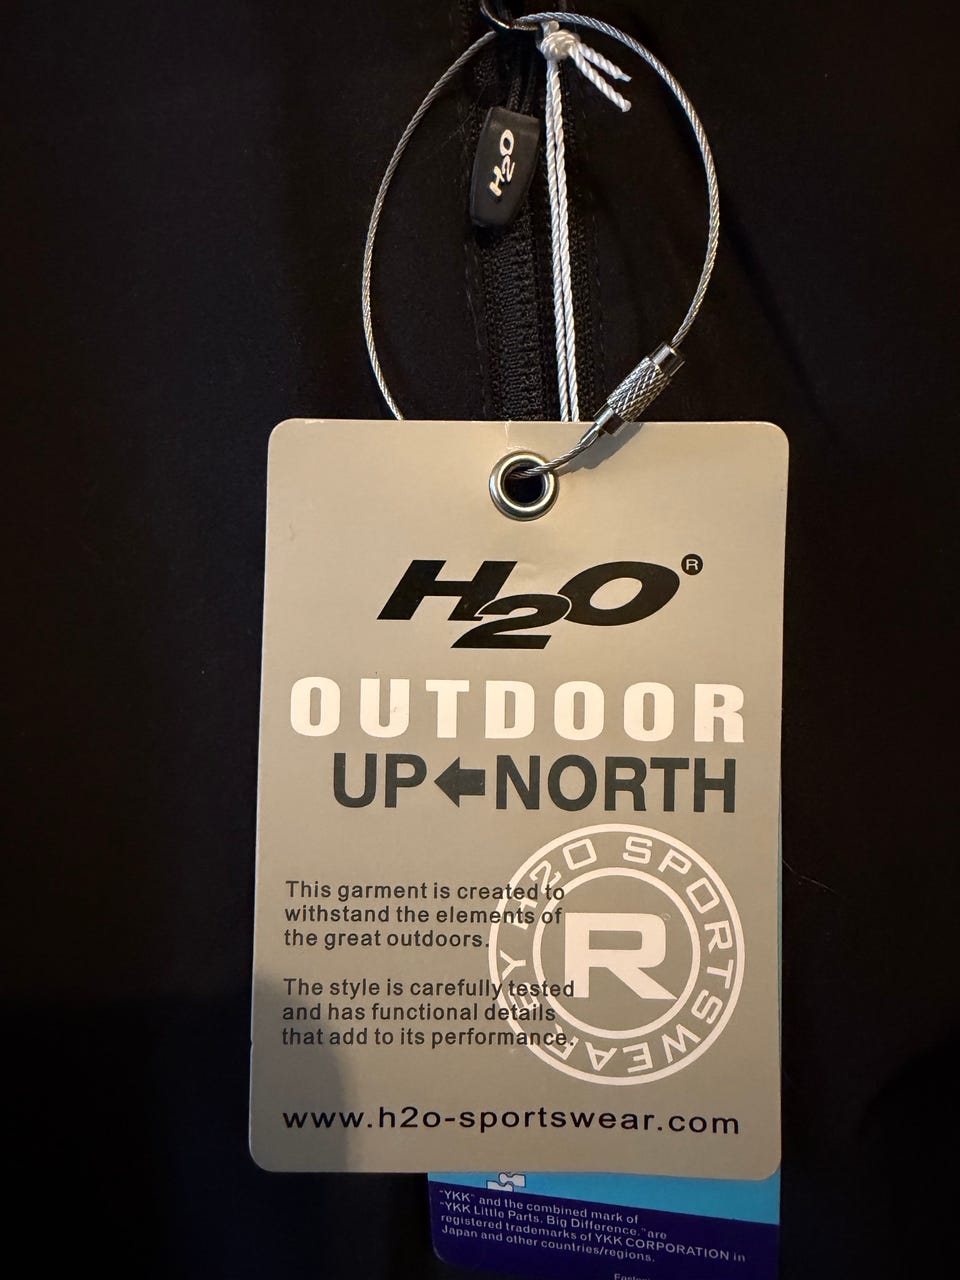 H2O
H2O®
OUTDOOR
UP NORTH
BY H2O SPORTSWEAR
R
This garment is created to
withstand the elements of
the great outdoors.
The style is carefully tested
and has functional details
that add to its performance.
www.h2o-sportswear.com
"YKK" and the combined mark of
"YKK Little Parts. Big Difference." are
registered trademarks of YKK CORPORATION in
Japan and other countries/regions.